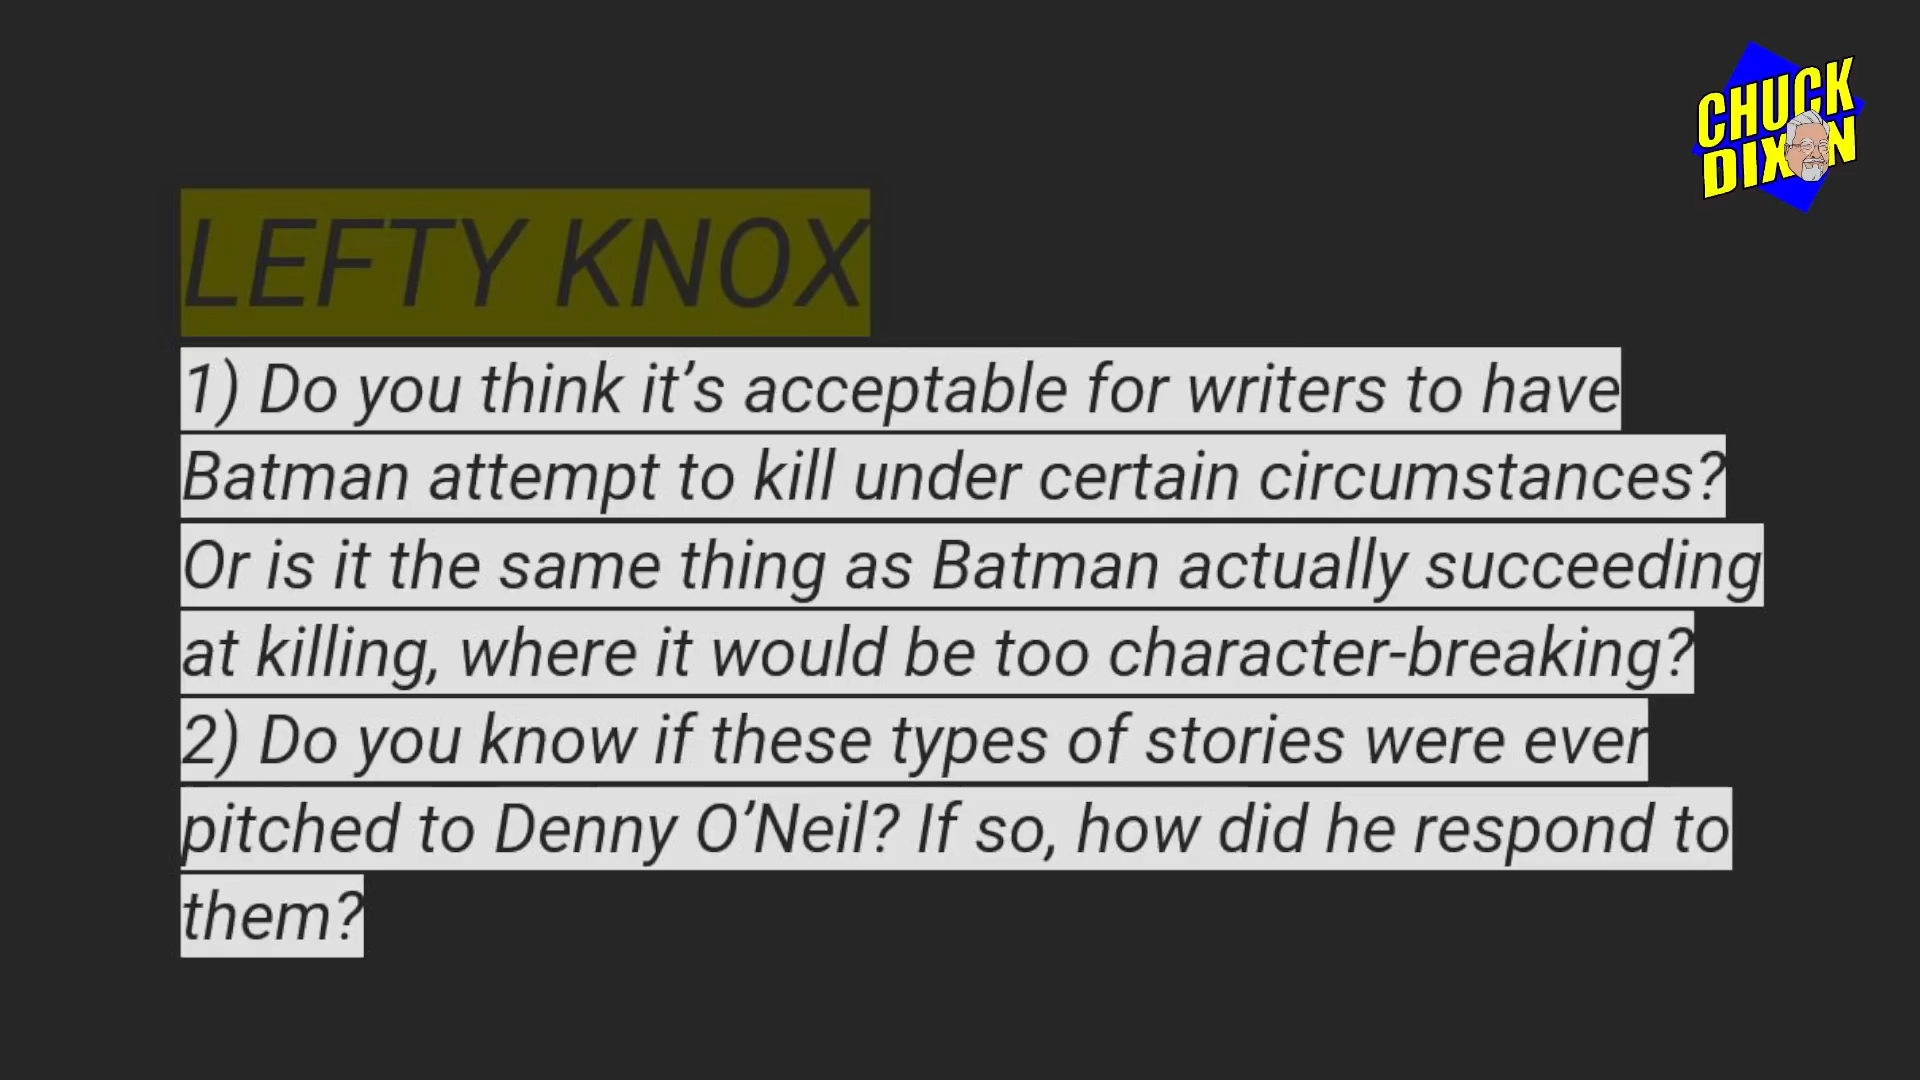 CHUCK
DIXON
LEFTY KNOX
1) Do you think it’s acceptable for writers to have
Batman attempt to kill under certain circumstances?
Or is it the same thing as Batman actually succeeding
at killing, where it would be too character-breaking?
2) Do you know if these types of stories were ever
pitched to Denny O’Neil? If so, how did he respond to
them?